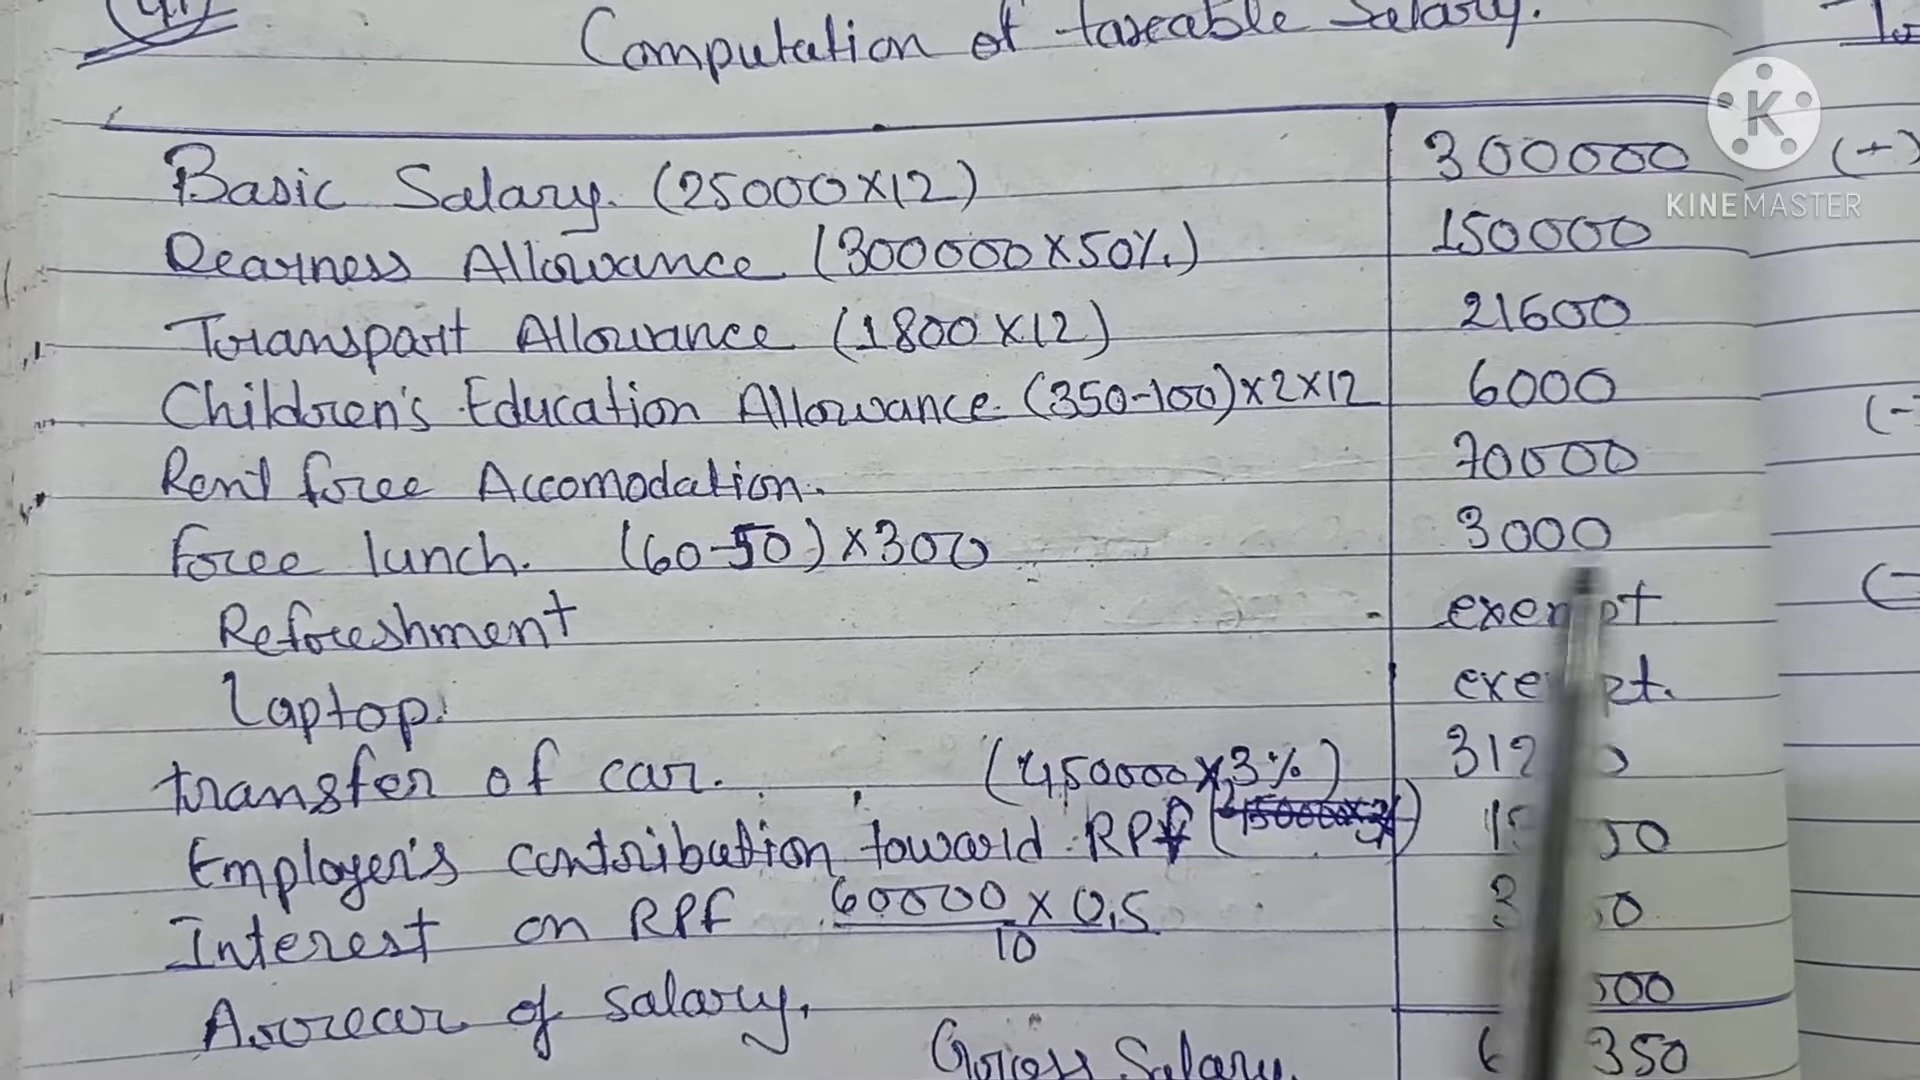 Computation of taxeable Salary.
Basic Salary. (25000×12) 300000
Dearness Allowance (300000×50%) 150000
Transpart Allowance (1800×12) 21600
Children's Education Allowance (350-100)×2×12 6000
Rent free Accomodation. 70000
free lunch. (60-50)×300 3000
Refreshment exempt
Laptop. exempt.
transfer of car.
(450000×3%)
Employer's contribution toward RPF
Interest on RPF 60000/10 × 0.5
Arrear of salary.
Gross Salary.
K
KINEMASTER
(+)